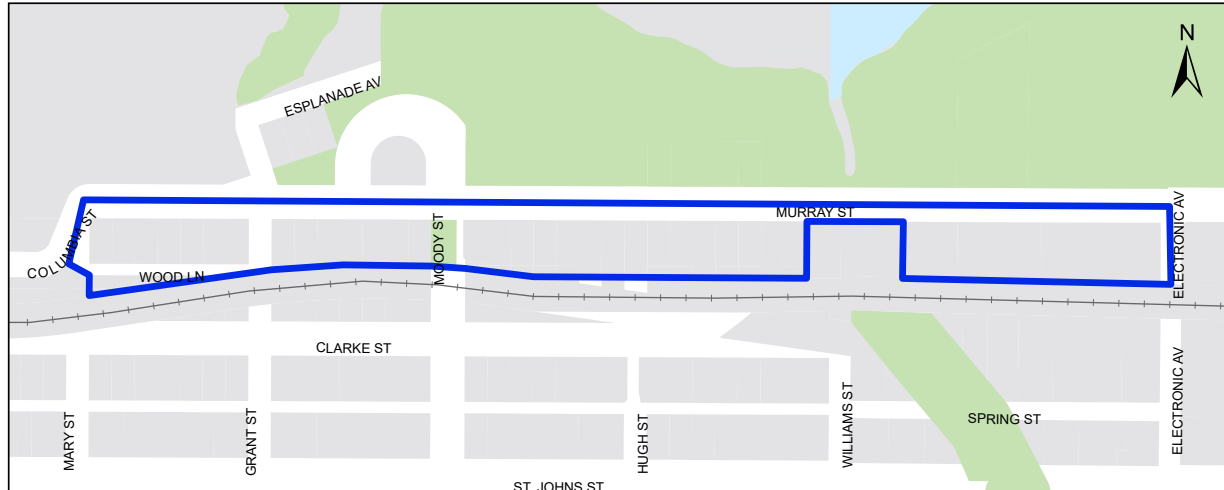 N
ESPLANADE AV
MURRAY ST
COLUMBIA ST
MOODY ST
ELECTRONIC AV
WOOD LN
CLARKE ST
MARY ST
GRANT ST
HUGH ST
WILLIAMS ST
SPRING ST
ELECTRONIC AV
ST. JOHNS ST